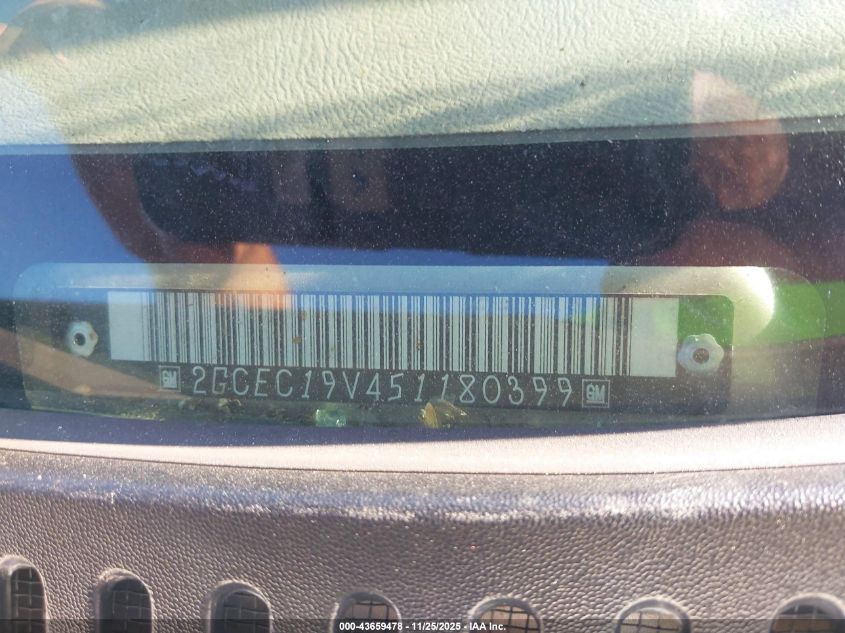 GM 2GCEC19V451180399 GM
000-43659478 - 11/25/2025 - IAA Inc.